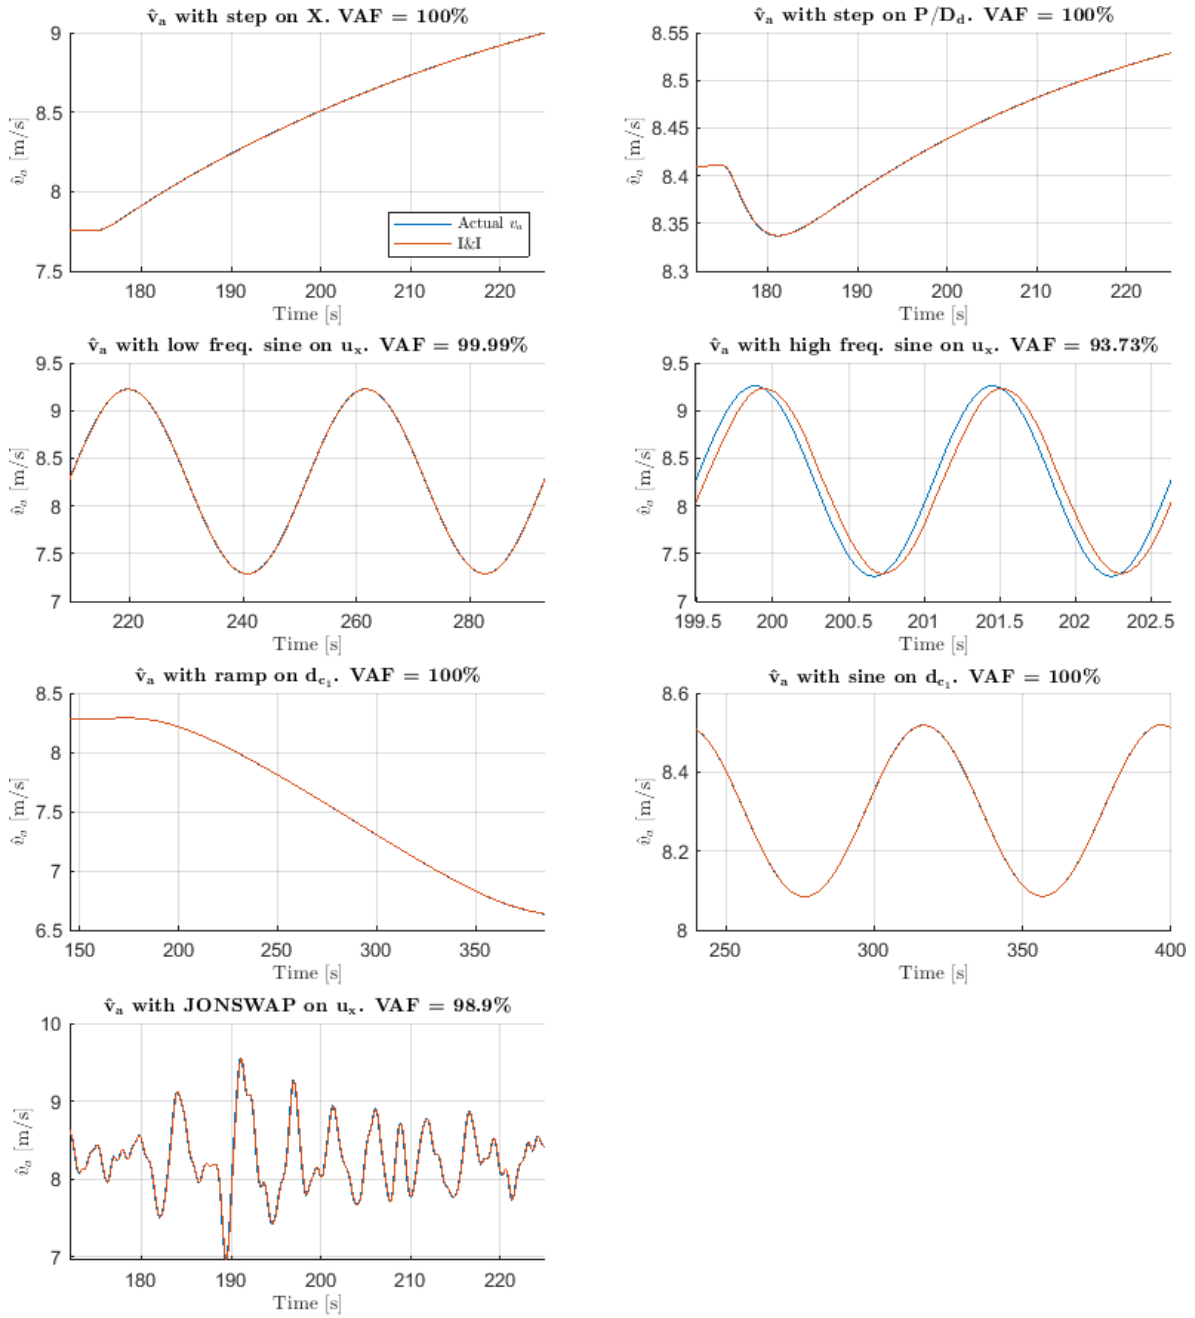 v̂ₐ with step on X. VAF = 100%
9
8.5
8
7.5
v̂ₐ [m/s]
Actual vₐ
I&I
180 190 200 210 220
Time [s]
v̂ₐ with step on P/D_d. VAF = 100%
8.55
8.5
8.45
8.4
8.35
8.3
v̂ₐ [m/s]
180 190 200 210 220
Time [s]
v̂ₐ with low freq. sine on uₓ. VAF = 99.99%
9.5
9
8.5
8
7.5
7
v̂ₐ [m/s]
220 240 260 280
Time [s]
v̂ₐ with high freq. sine on uₓ. VAF = 93.73%
9.5
9
8.5
8
7.5
7
v̂ₐ [m/s]
199.5 200 200.5 201 201.5 202 202.5
Time [s]
v̂ₐ with ramp on d_c₁. VAF = 100%
8.5
8
7.5
7
6.5
v̂ₐ [m/s]
150 200 250 300 350
Time [s]
v̂ₐ with sine on d_c₁. VAF = 100%
8.6
8.4
8.2
8
v̂ₐ [m/s]
250 300 350 400
Time [s]
v̂ₐ with JONSWAP on uₓ. VAF = 98.9%
10
9
8
7
v̂ₐ [m/s]
180 190 200 210 220
Time [s]